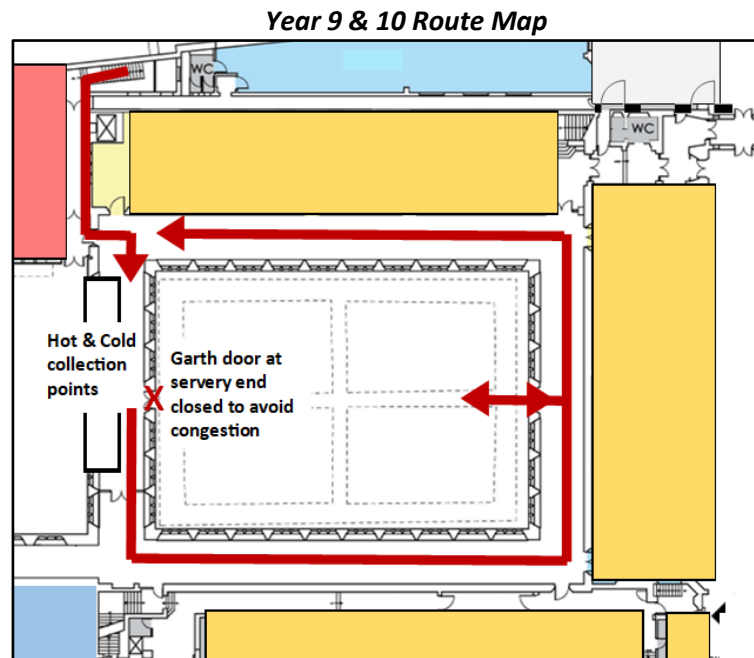 Year 9 & 10 Route Map
WC
WC
Hot & Cold
collection
points
Garth door at
servery end
closed to avoid
congestion
X